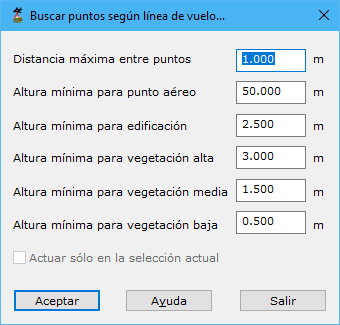 Buscar puntos según línea de vuelo...
Distancia máxima entre puntos 1.000 m
Altura mínima para punto aéreo 50.000 m
Altura mínima para edificación 2.500 m
Altura mínima para vegetación alta 3.000 m
Altura mínima para vegetación media 1.500 m
Altura mínima para vegetación baja 0.500 m
Actuar sólo en la selección actual
Aceptar Ayuda Salir